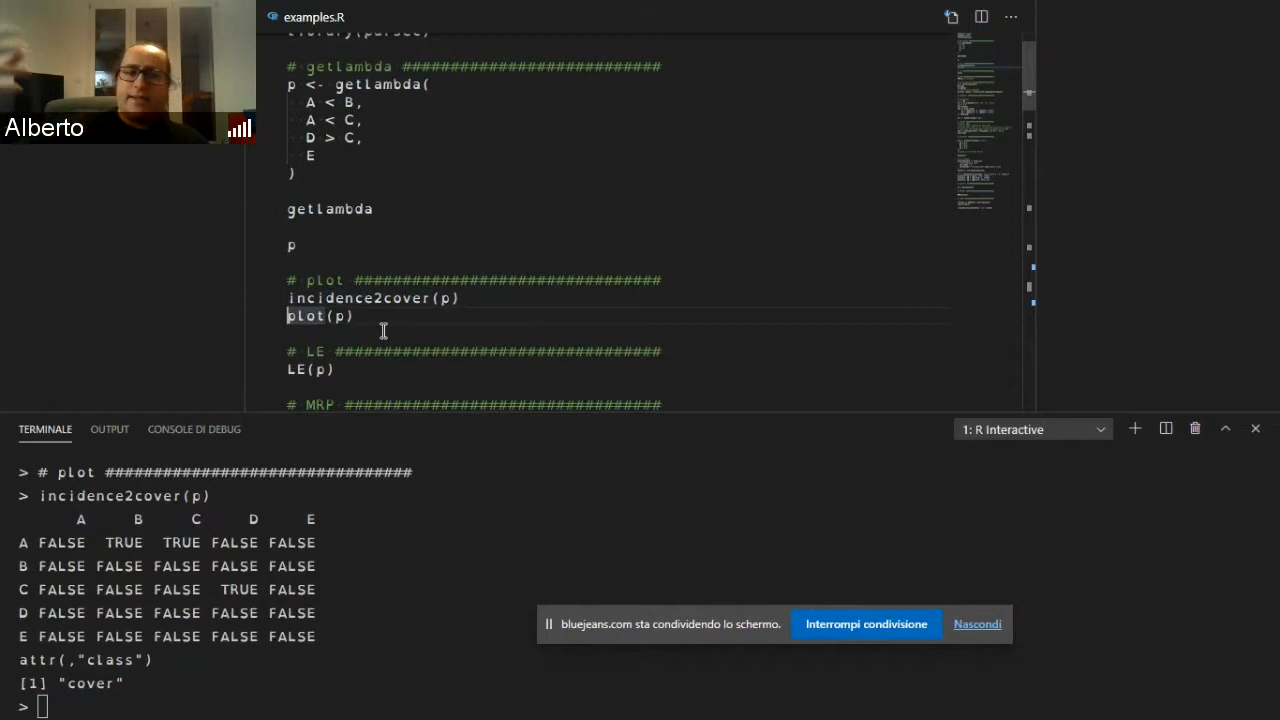 examples.R
library(parsec)
# getlambda ###########################
p <- getlambda(
A < B,
A < C,
D > C,
E
)
getlambda
p
# plot ################################
incidence2cover(p)
plot(p)
# LE ##################################
LE(p)
# MRP #################################
Alberto
TERMINALE OUTPUT CONSOLE DI DEBUG 1: R Interactive
> # plot ################################
> incidence2cover(p)
A B C D E
A FALSE TRUE TRUE FALSE FALSE
B FALSE FALSE FALSE FALSE FALSE
C FALSE FALSE FALSE TRUE FALSE
D FALSE FALSE FALSE FALSE FALSE
E FALSE FALSE FALSE FALSE FALSE
attr(,"class")
[1] "cover"
>
bluejeans.com sta condividendo lo schermo. Interrompi condivisione Nascondi